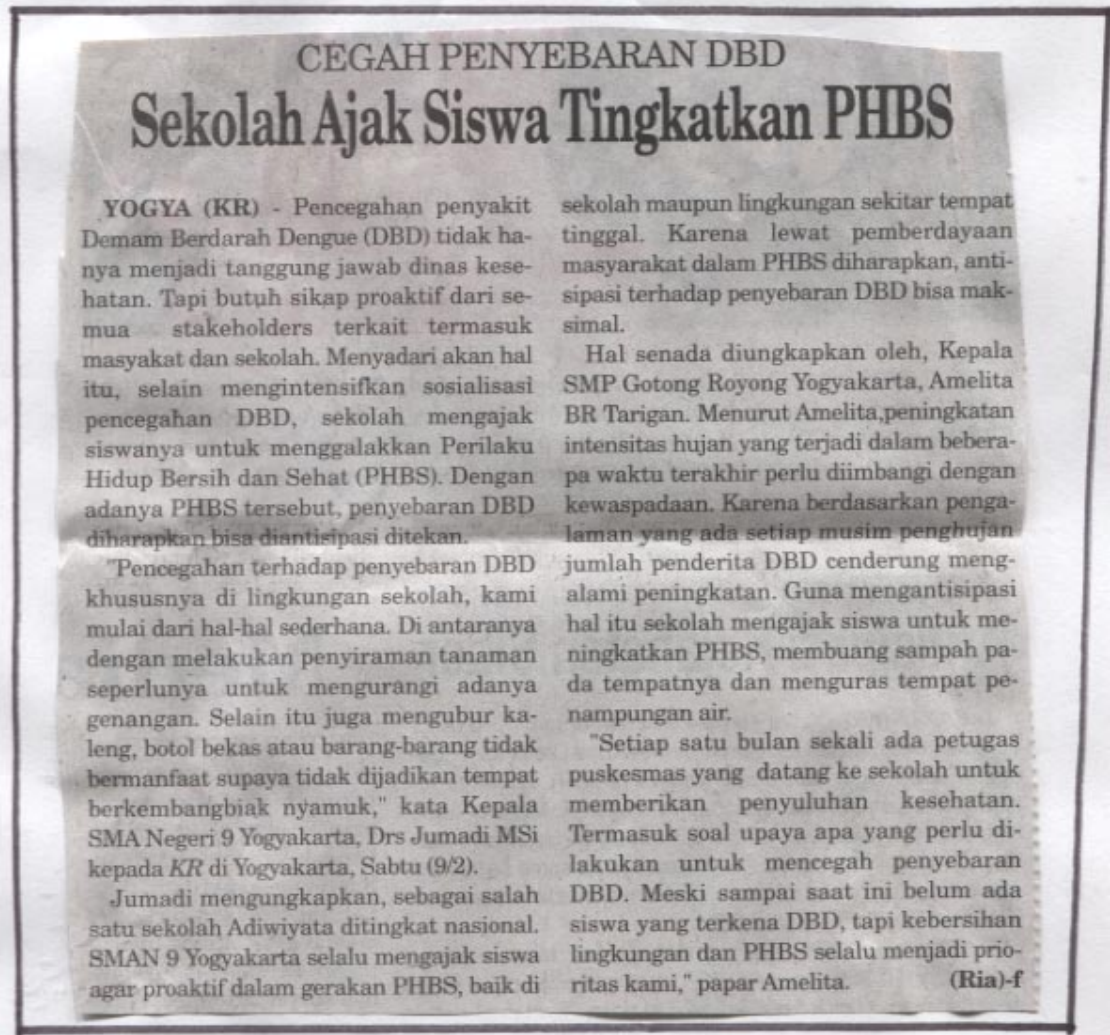 CEGAH PENYEBARAN DBD
Sekolah Ajak Siswa Tingkatkan PHBS
YOGYA (KR) - Pencegahan penyakit
Demam Berdarah Dengue (DBD) tidak ha-
nya menjadi tanggung jawab dinas kese-
hatan. Tapi butuh sikap proaktif dari se-
mua stakeholders terkait termasuk
masyakat dan sekolah. Menyadari akan hal
itu, selain mengintensifkan sosialisasi
pencegahan DBD, sekolah mengajak
siswanya untuk menggalakkan Perilaku
Hidup Bersih dan Sehat (PHBS). Dengan
adanya PHBS tersebut, penyebaran DBD
diharapkan bisa diantisipasi ditekan.
"Pencegahan terhadap penyebaran DBD
khususnya di lingkungan sekolah, kami
mulai dari hal-hal sederhana. Di antaranya
dengan melakukan penyiraman tanaman
seperlunya untuk mengurangi adanya
genangan. Selain itu juga mengubur ka-
leng, botol bekas atau barang-barang tidak
bermanfaat supaya tidak dijadikan tempat
berkembangbiak nyamuk," kata Kepala
SMA Negeri 9 Yogyakarta, Drs Jumadi MSi
kepada KR di Yogyakarta, Sabtu (9/2).
Jumadi mengungkapkan, sebagai salah
satu sekolah Adiwiyata ditingkat nasional.
SMAN 9 Yogyakarta selalu mengajak siswa
agar proaktif dalam gerakan PHBS, baik di
sekolah maupun lingkungan sekitar tempat
tinggal. Karena lewat pemberdayaan
masyarakat dalam PHBS diharapkan, anti-
sipasi terhadap penyebaran DBD bisa mak-
simal.
Hal senada diungkapkan oleh, Kepala
SMP Gotong Royong Yogyakarta, Amelita
BR Tarigan. Menurut Amelita,peningkatan
intensitas hujan yang terjadi dalam bebera-
pa waktu terakhir perlu diimbangi dengan
kewaspadaan. Karena berdasarkan penga-
laman yang ada setiap musim penghujan
jumlah penderita DBD cenderung meng-
alami peningkatan. Guna mengantisipasi
hal itu sekolah mengajak siswa untuk me-
ningkatkan PHBS, membuang sampah pa-
da tempatnya dan menguras tempat pe-
nampungan air.
"Setiap satu bulan sekali ada petugas
puskesmas yang datang ke sekolah untuk
memberikan penyuluhan kesehatan.
Termasuk soal upaya apa yang perlu di-
lakukan untuk mencegah penyebaran
DBD. Meski sampai saat ini belum ada
siswa yang terkena DBD, tapi kebersihan
lingkungan dan PHBS selalu menjadi prio-
ritas kami," papar Amelita. (Ria)-f